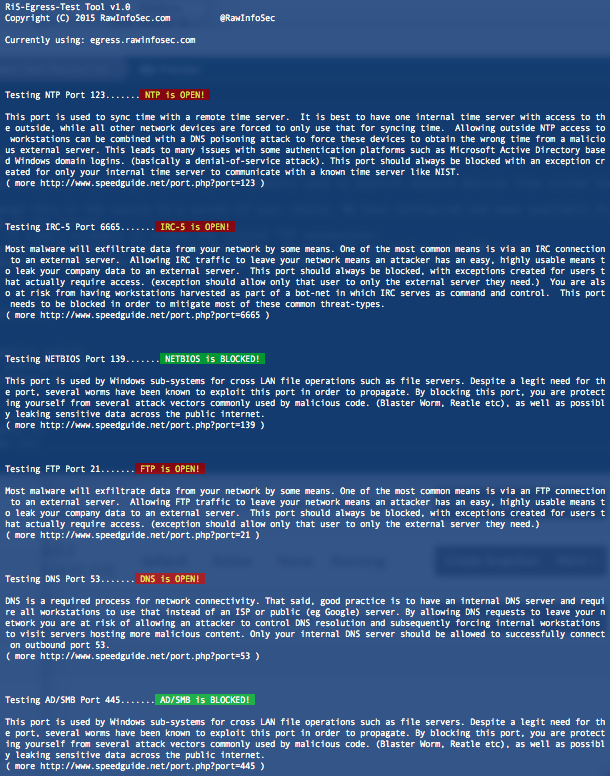 RiS-Egress-Test Tool v1.0
Copyright (C) 2015 RawInfoSec.com @RawInfoSec
Currently using: egress.rawinfosec.com
Testing NTP Port 123....... NTP is OPEN!
This port is used to sync time with a remote time server.  It is best to have one internal time server with access to th
e outside, while all other network devices are forced to only use that for syncing time.  Allowing outside NTP access to
 workstations can be combined with a DNS poisoning attack to force these devices to obtain the wrong time from a malicio
us external server. This leads to many issues with some authentication platforms such as Microsoft Active Directory base
d Windows domain logins. (basically a denial-of-service attack). This port should always be blocked with an exception cr
eated for only your internal time server to communicate with a known time server like NIST.
( more http://www.speedguide.net/port.php?port=123 )
Testing IRC-5 Port 6665....... IRC-5 is OPEN!
Most malware will exfiltrate data from your network by some means. One of the most common means is via an IRC connection
 to an external server.  Allowing IRC traffic to leave your network means an attacker has an easy, highly usable means t
o leak your company data to an external server.  This port should always be blocked, with exceptions created for users t
hat actually require access. (exception should allow only that user to only the external server they need.)  You are als
o at risk from having workstations harvested as part of a bot-net in which IRC serves as command and control.  This port
 needs to be blocked in order to mitigate most of these common threat-types.
( more http://www.speedguide.net/port.php?port=6665 )
Testing NETBIOS Port 139....... NETBIOS is BLOCKED!
This port is used by Windows sub-systems for cross LAN file operations such as file servers. Despite a legit need for th
e port, several worms have been known to exploit this port in order to propagate. By blocking this port, you are protect
ing yourself from several attack vectors commonly used by malicious code. (Blaster Worm, Reatle etc), as well as possibl
y leaking sensitive data across the public internet.
( more http://www.speedguide.net/port.php?port=139 )
Testing FTP Port 21....... FTP is OPEN!
Most malware will exfiltrate data from your network by some means. One of the most common means is via an FTP connection
 to an external server.  Allowing FTP traffic to leave your network means an attacker has an easy, highly usable means t
o leak your company data to an external server.  This port should always be blocked, with exceptions created for users t
hat actually require access. (exception should allow only that user to only the external server they need.)
( more http://www.speedguide.net/port.php?port=21 )
Testing DNS Port 53....... DNS is OPEN!
DNS is a required process for network connectivity. That said, good practice is to have an internal DNS server and requi
re all workstations to use that instead of an ISP or public (eg Google) server. By allowing DNS requests to leave your n
etwork you are at risk of allowing an attacker to control DNS resolution and subsequently forcing internal workstations
to visit servers hosting more malicious content. Only your internal DNS server should be allowed to successfully connect
 on outbound port 53.
( more http://www.speedguide.net/port.php?port=53 )
Testing AD/SMB Port 445....... AD/SMB is BLOCKED!
This port is used by Windows sub-systems for cross LAN file operations such as file servers. Despite a legit need for th
e port, several worms have been known to exploit this port in order to propagate. By blocking this port, you are protect
ing yourself from several attack vectors commonly used by malicious code. (Blaster Worm, Reatle etc), as well as possibl
y leaking sensitive data across the public internet.
( more http://www.speedguide.net/port.php?port=445 )